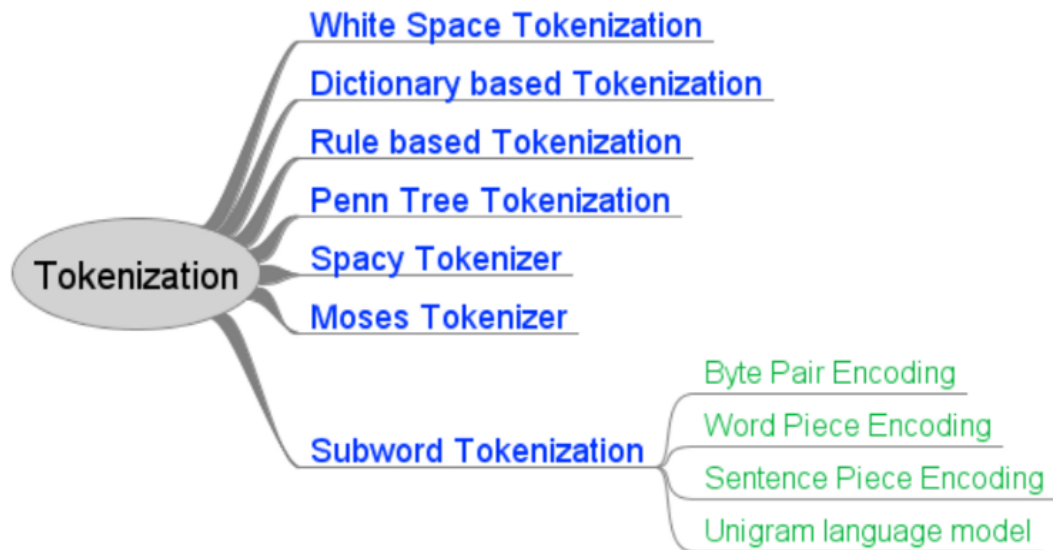 White Space Tokenization
Dictionary based Tokenization
Rule based Tokenization
Penn Tree Tokenization
Tokenization
Spacy Tokenizer
Moses Tokenizer
Subword Tokenization
Byte Pair Encoding
Word Piece Encoding
Sentence Piece Encoding
Unigram language model